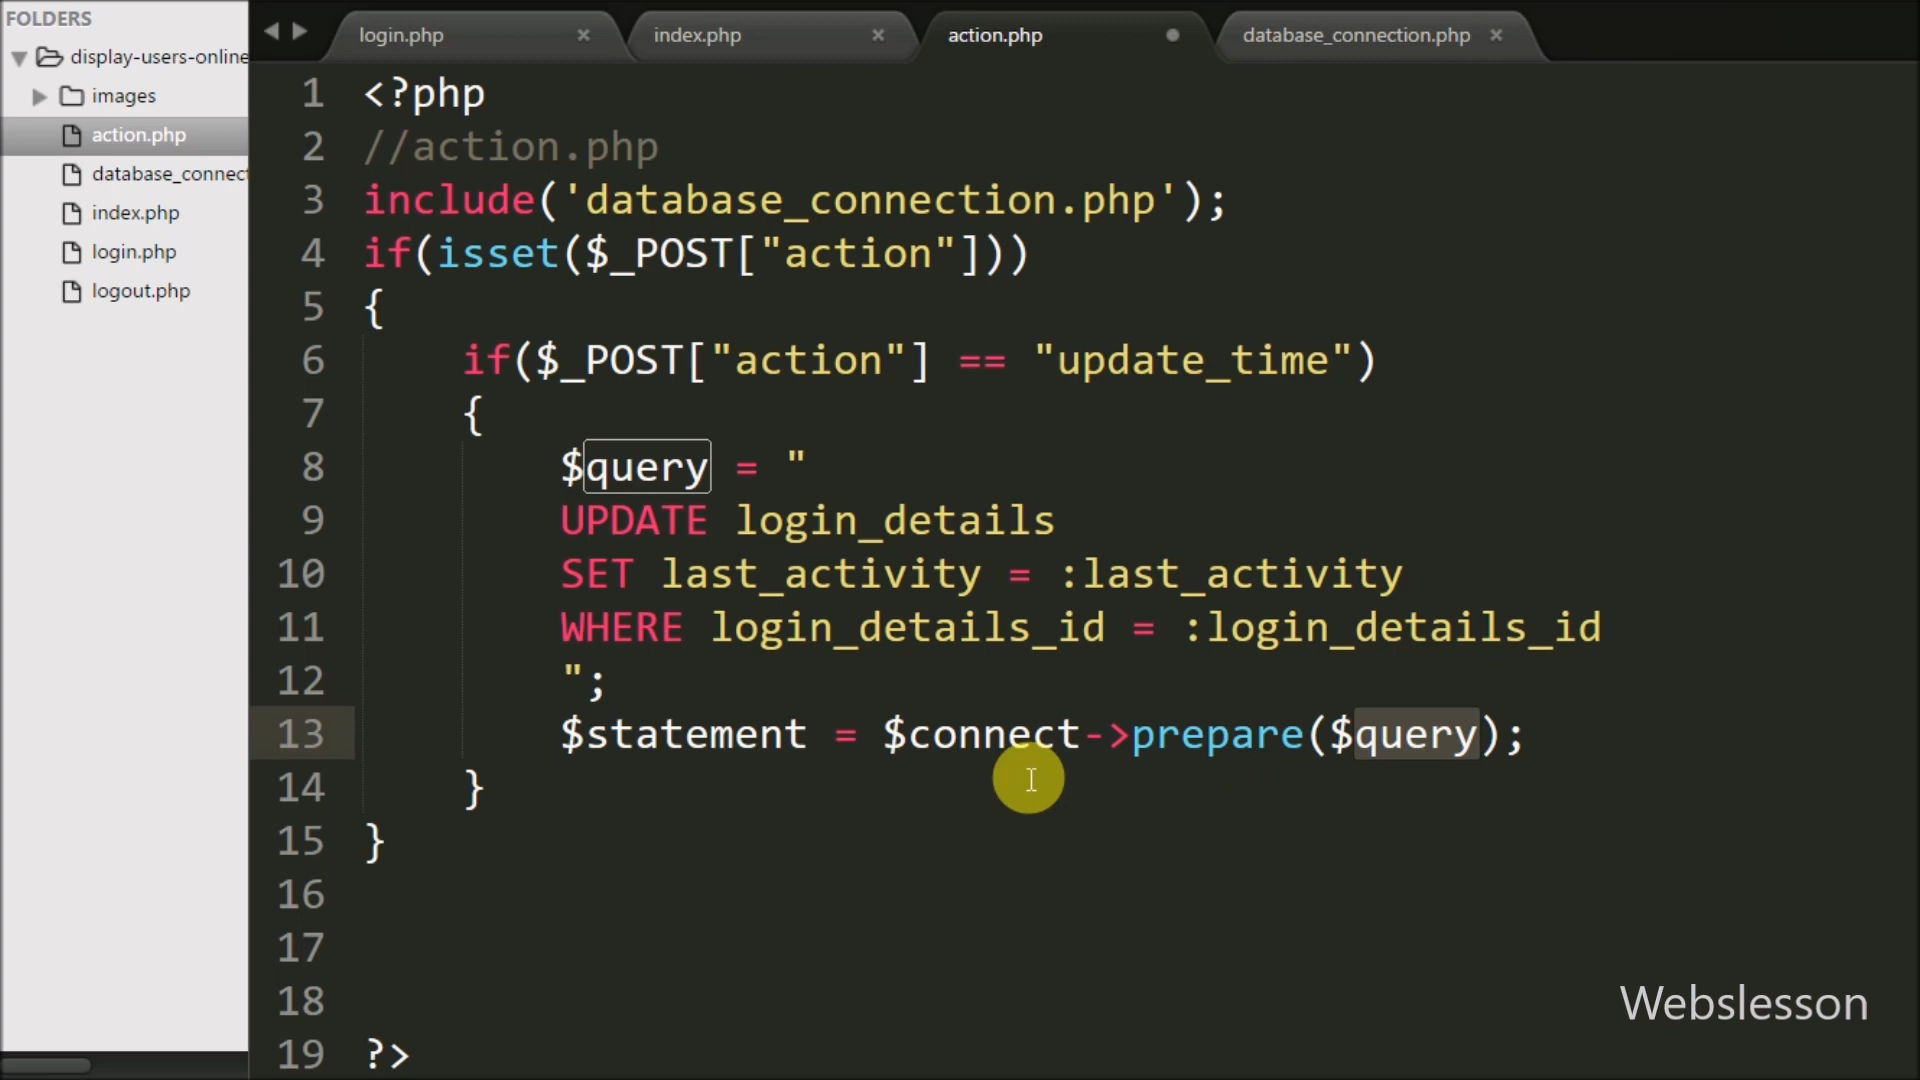 FOLDERS
display-users-online
images
action.php
database_connect
index.php
login.php
logout.php
login.php × index.php × action.php database_connection.php ×
1 <?php
2 //action.php
3 include('database_connection.php');
4 if(isset($_POST["action"]))
5 {
6 if($_POST["action"] == "update_time")
7 {
8 $query = "
9 UPDATE login_details
10 SET last_activity = :last_activity
11 WHERE login_details_id = :login_details_id
12 ";
13 $statement = $connect->prepare($query);
14 }
15 }
16
17
18
19 ?>
Webslesson